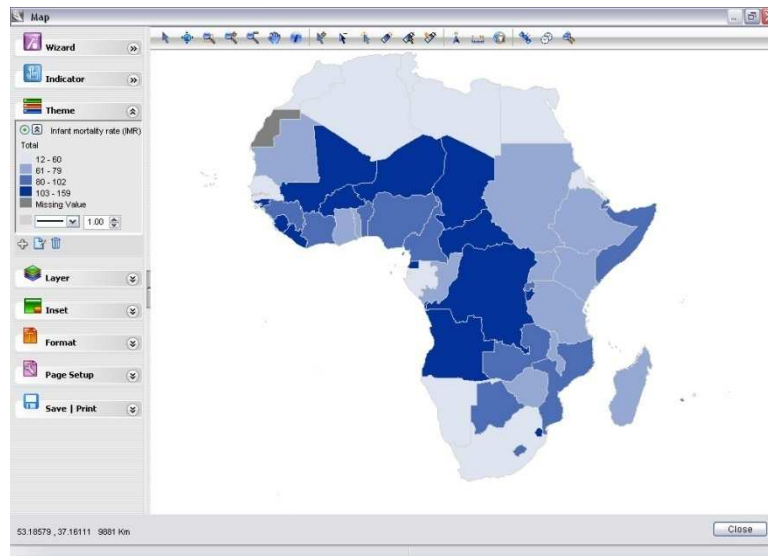 Map
Wizard
Indicator
Theme
Infant mortality rate (IMR)
Total
12 - 60
61 - 79
80 - 102
103 - 159
Missing Value
1.00
Layer
Inset
Format
Page Setup
Save | Print
53.18579 , 37.16111 9881 Km
Close